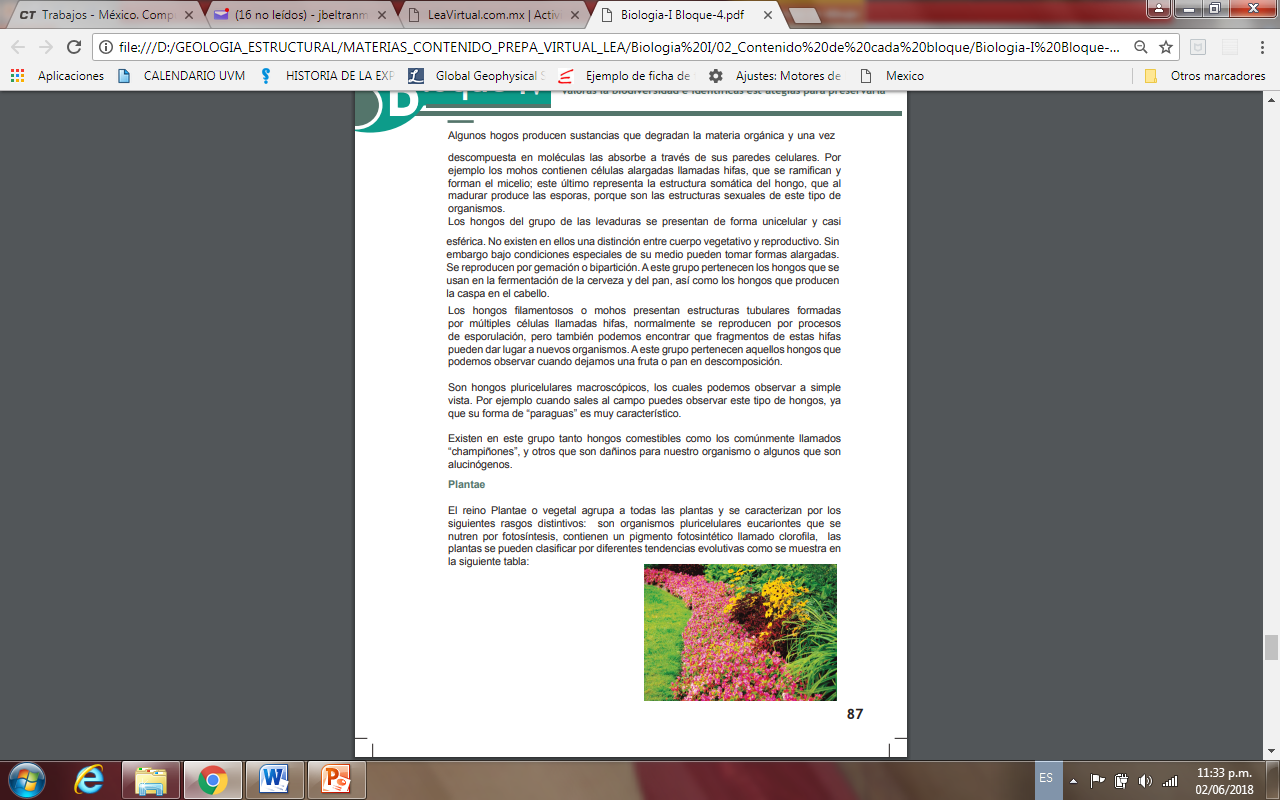 Trabajos - México. Comp
(16 no leídos) - jbeltranm
LeaVirtual.com.mx | Activ
Biologia-I Bloque-4.pdf
file:///D:/GEOLOGIA_ESTRUCTURAL/MATERIAS_CONTENIDO_PREPA_VIRTUAL_LEA/Biologia%20I/02_Contenido%20de%20cada%20bloque/Biologia-I%20Bloque-...
Aplicaciones
CALENDARIO UVM
HISTORIA DE LA EXP
Global Geophysical S
Ejemplo de ficha de
Ajustes: Motores de
Mexico
Otros marcadores
Valoras la biodiversidad e identificas est ategias para preservarla
Algunos hogos producen sustancias que degradan la materia orgánica y una vez
descompuesta en moléculas las absorbe a través de sus paredes celulares. Por
ejemplo los mohos contienen células alargadas llamadas hifas, que se ramifican y
forman el micelio; este último representa la estructura somática del hongo, que al
madurar produce las esporas, porque son las estructuras sexuales de este tipo de
organismos.
Los hongos del grupo de las levaduras se presentan de forma unicelular y casi
esférica. No existen en ellos una distinción entre cuerpo vegetativo y reproductivo. Sin
embargo bajo condiciones especiales de su medio pueden tomar formas alargadas.
Se reproducen por gemación o bipartición. A este grupo pertenecen los hongos que se
usan en la fermentación de la cerveza y del pan, así como los hongos que producen
la caspa en el cabello.
Los hongos filamentosos o mohos presentan estructuras tubulares formadas
por múltiples células llamadas hifas, normalmente se reproducen por procesos
de esporulación, pero también podemos encontrar que fragmentos de estas hifas
pueden dar lugar a nuevos organismos. A este grupo pertenecen aquellos hongos que
podemos observar cuando dejamos una fruta o pan en descomposición.
Son hongos pluricelulares macroscópicos, los cuales podemos observar a simple
vista. Por ejemplo cuando sales al campo puedes observar este tipo de hongos, ya
que su forma de “paraguas” es muy característico.
Existen en este grupo tanto hongos comestibles como los comúnmente llamados
“champiñones”, y otros que son dañinos para nuestro organismo o algunos que son
alucinógenos.
Plantae
El reino Plantae o vegetal agrupa a todas las plantas y se caracterizan por los
siguientes rasgos distintivos: son organismos pluricelulares eucariontes que se
nutren por fotosíntesis, contienen un pigmento fotosintético llamado clorofila, las
plantas se pueden clasificar por diferentes tendencias evolutivas como se muestra en
la siguiente tabla:
87
ES
11:33 p.m.
02/06/2018